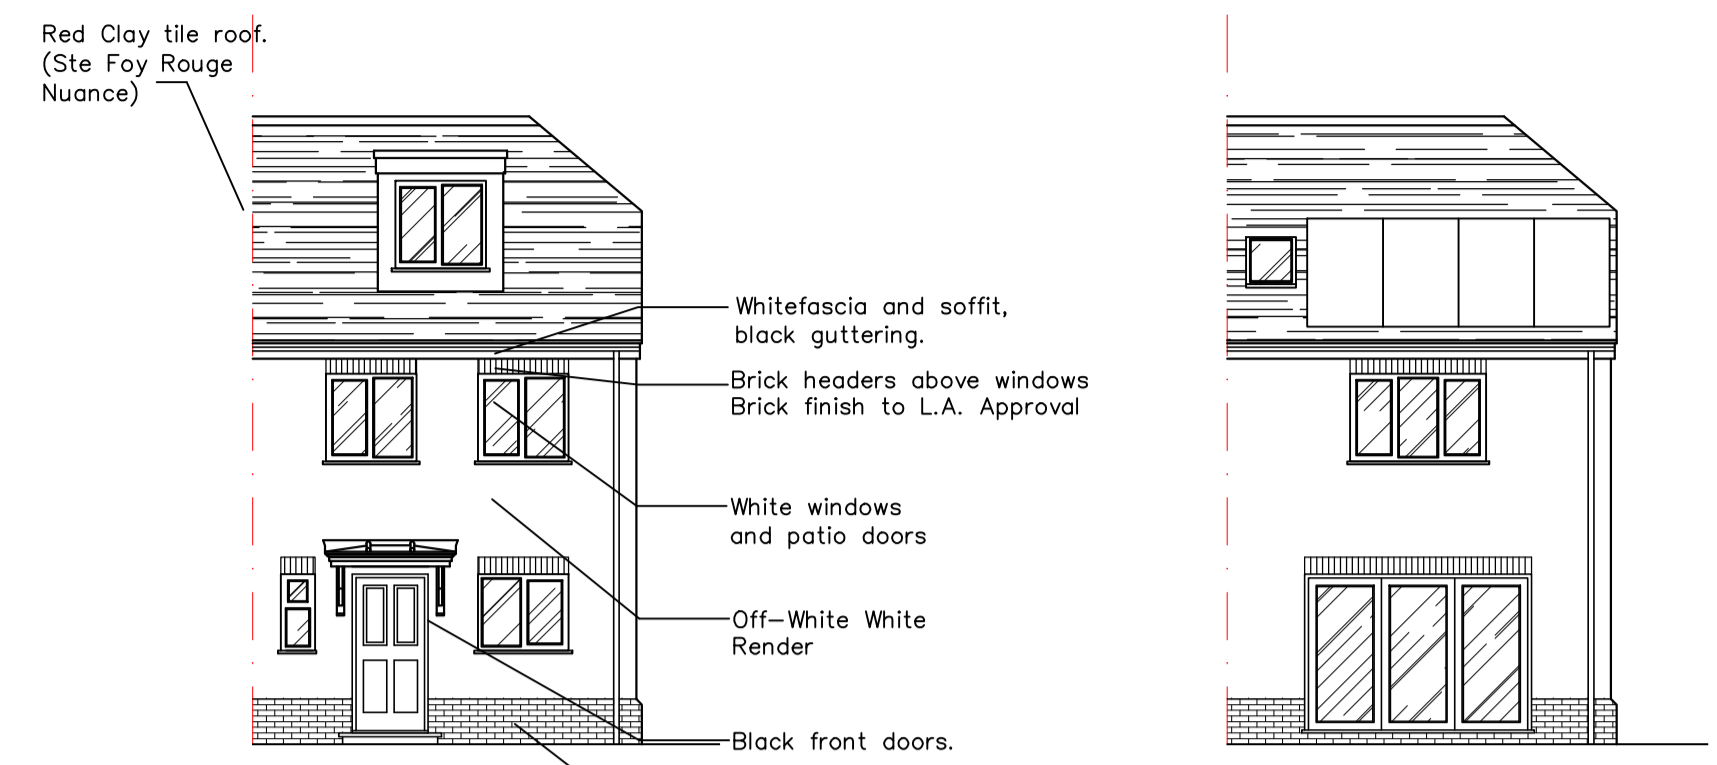 Red Clay tile roof.
(Ste Foy Rouge
Nuance)
Whitefascia and soffit,
black guttering.
Brick headers above windows
Brick finish to L.A. Approval
White windows
and patio doors
Off-White White
Render
Black front doors.